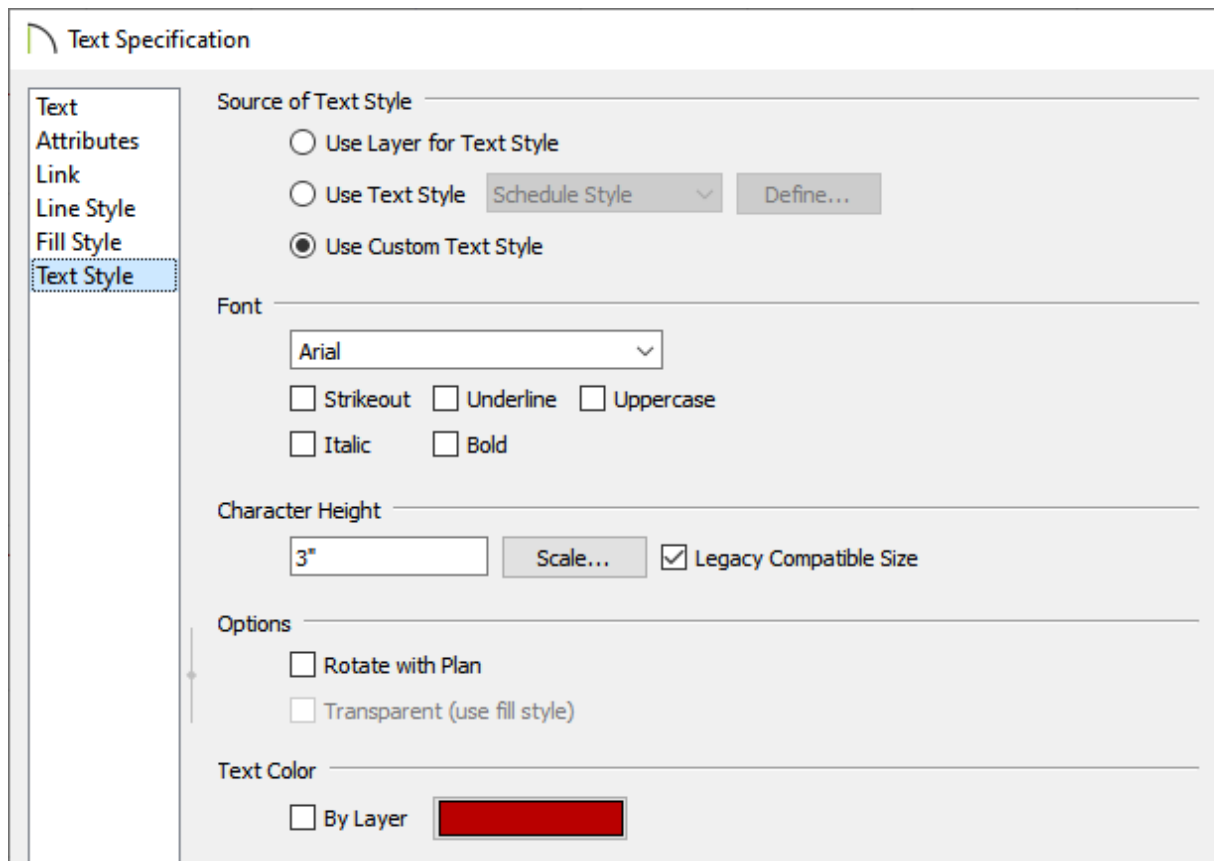 Text Specification
Text
Attributes
Link
Line Style
Fill Style
Text Style
Source of Text Style
Use Layer for Text Style
Use Text Style Schedule Style Define...
Use Custom Text Style
Font
Arial
Strikeout Underline Uppercase
Italic Bold
Character Height
3" Scale... Legacy Compatible Size
Options
Rotate with Plan
Transparent (use fill style)
Text Color
By Layer